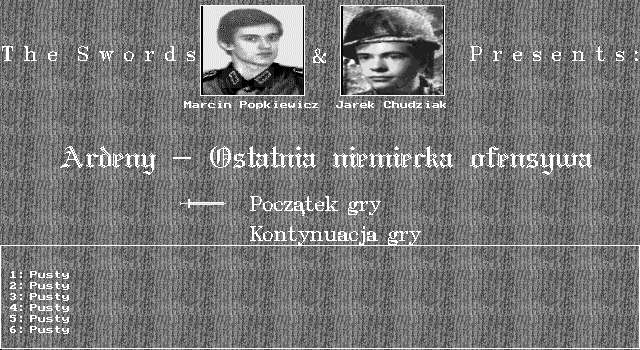 The Swords & Presents:
Marcin Popkiewicz Jarek Chudziak
Ardeny – Ostatnia niemiecka ofensywa
Początek gry
Kontynuacja gry
1: Pusty
2: Pusty
3: Pusty
4: Pusty
5: Pusty
6: Pusty